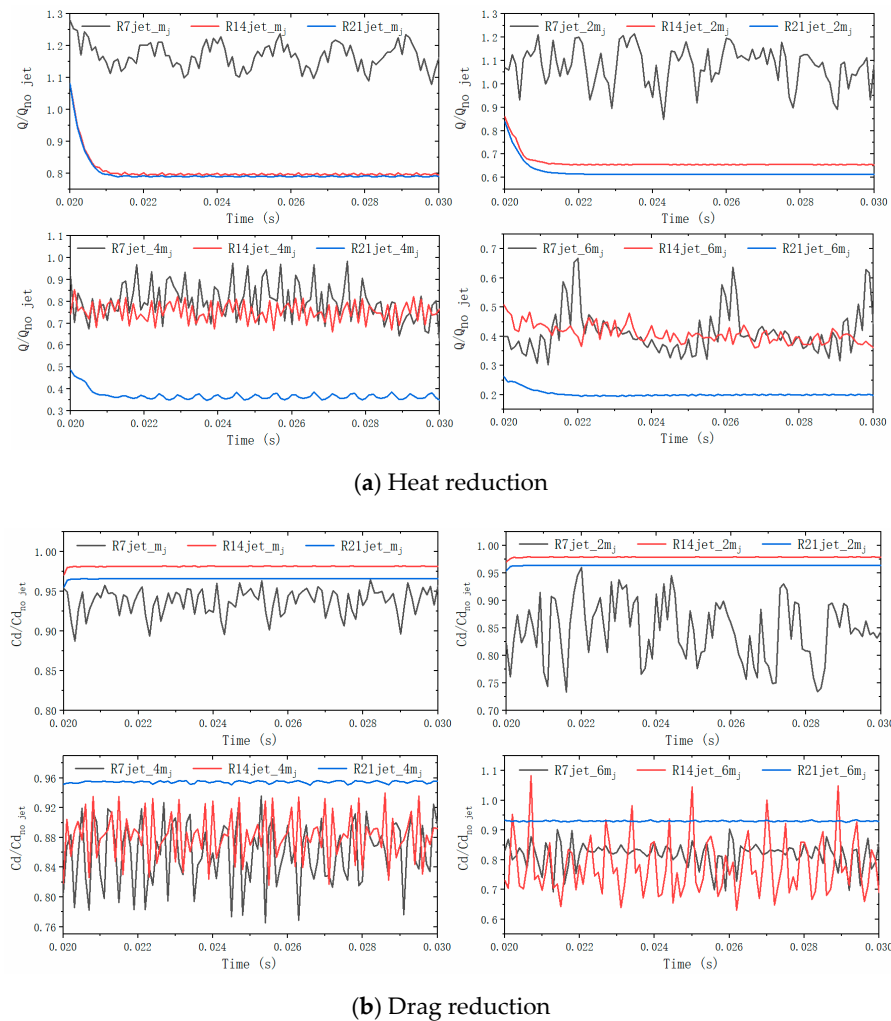 R7jet_mj R14jet_mj R21jet_mj
Q/Qno jet
1.3
1.2
1.1
1.0
0.9
0.8
0.7
0.020 0.022 0.024 0.026 0.028 0.030
Time (s)
R7jet_2mj R14jet_2mj R21jet_2mj
Q/Qno jet
1.3
1.2
1.1
1.0
0.9
0.8
0.7
0.6
0.020 0.022 0.024 0.026 0.028 0.030
Time (s)
R7jet_4mj R14jet_4mj R21jet_4mj
Q/Qno jet
1.1
1.0
0.9
0.8
0.7
0.6
0.5
0.4
0.3
0.020 0.022 0.024 0.026 0.028 0.030
Time (s)
R7jet_6mj R14jet_6mj R21jet_6mj
Q/Qno jet
0.7
0.6
0.5
0.4
0.3
0.2
0.020 0.022 0.024 0.026 0.028 0.030
Time (s)
(a) Heat reduction
R7jet_mj R14jet_mj R21jet_mj
Cd/Cdno jet
1.00
0.95
0.90
0.85
0.80
0.020 0.022 0.024 0.026 0.028 0.030
Time (s)
R7jet_2mj R14jet_2mj R21jet_2mj
Cd/Cdno jet
1.00
0.95
0.90
0.85
0.80
0.75
0.70
0.020 0.022 0.024 0.026 0.028 0.030
Time (s)
R7jet_4mj R14jet_4mj R21jet_4mj
Cd/Cdno jet
0.96
0.92
0.88
0.84
0.80
0.76
0.020 0.022 0.024 0.026 0.028 0.030
Time (s)
R7jet_6mj R14jet_6mj R21jet_6mj
Cd/Cdno jet
1.1
1.0
0.9
0.8
0.7
0.6
0.020 0.022 0.024 0.026 0.028 0.030
Time (s)
(b) Drag reduction